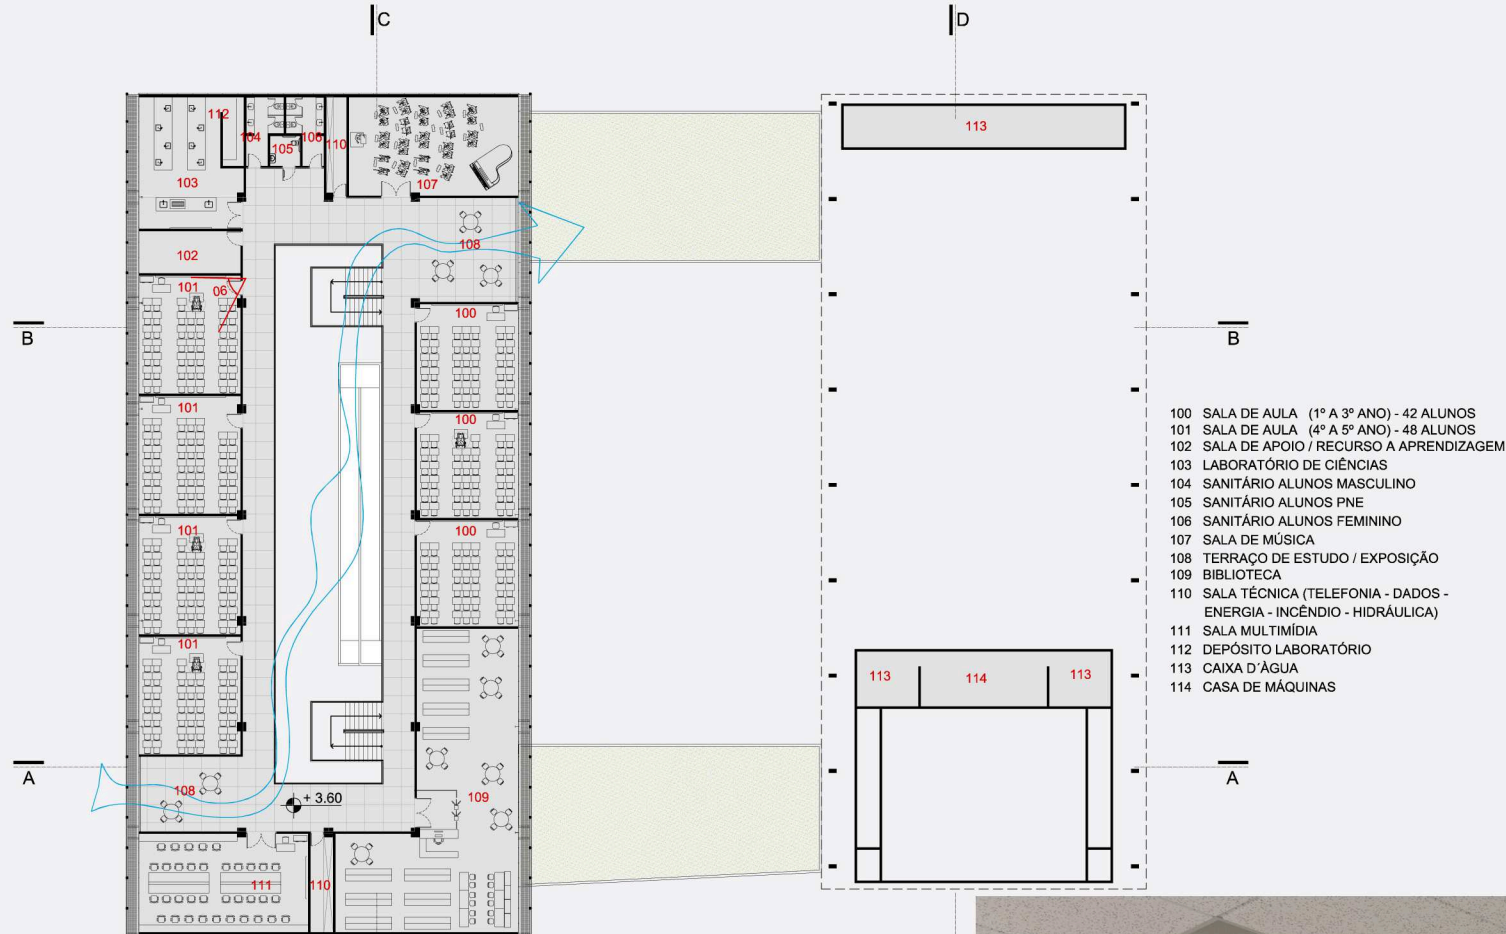 C
D
112
104
105
106
110
107
113
103
102
108
101
06
100
B
B
101
100
101
100
101
113
114
113
A
A
108
+ 3.60
109
111
110
100 SALA DE AULA (1º A 3º ANO) - 42 ALUNOS
101 SALA DE AULA (4º A 5º ANO) - 48 ALUNOS
102 SALA DE APOIO / RECURSO A APRENDIZAGEM
103 LABORATÓRIO DE CIÊNCIAS
104 SANITÁRIO ALUNOS MASCULINO
105 SANITÁRIO ALUNOS PNE
106 SANITÁRIO ALUNOS FEMININO
107 SALA DE MÚSICA
108 TERRAÇO DE ESTUDO / EXPOSIÇÃO
109 BIBLIOTECA
110 SALA TÉCNICA (TELEFONIA - DADOS -
ENERGIA - INCÊNDIO - HIDRÁULICA)
111 SALA MULTIMÍDIA
112 DEPÓSITO LABORATÓRIO
113 CAIXA D´ÀGUA
114 CASA DE MÁQUINAS